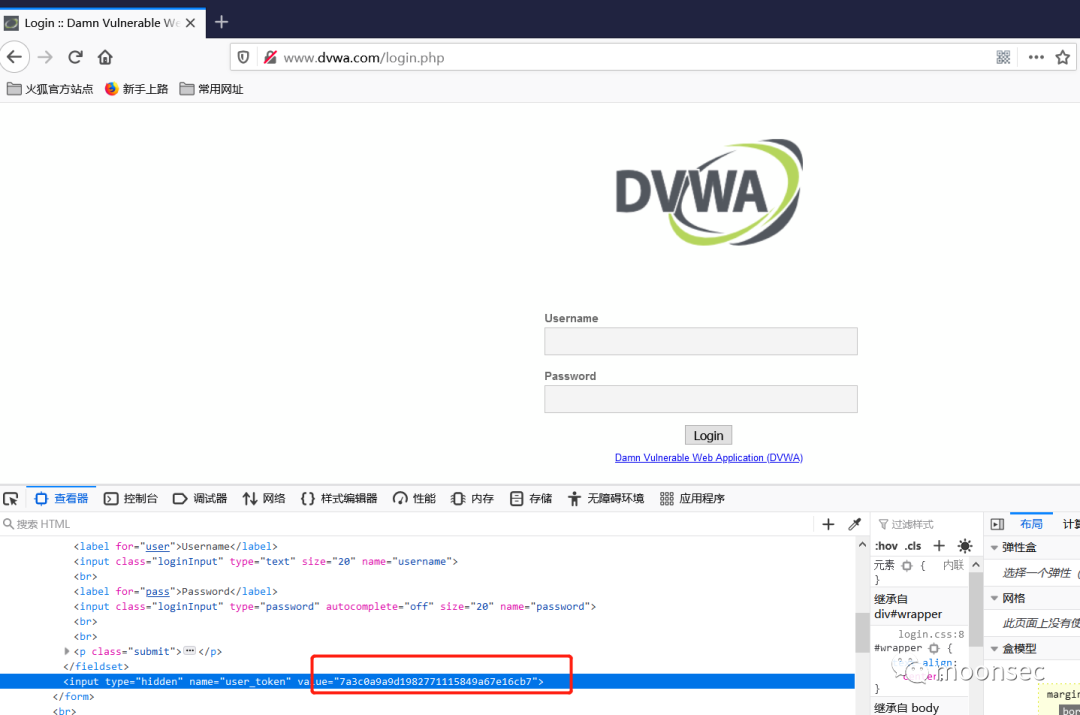 Login :: Damn Vulnerable We
www.dvwa.com/login.php
火狐官方站点 新手上路 常用网址
DVWA
Username
Password
Login
Damn Vulnerable Web Application (DVWA)
查看器 控制台 调试器 网络 样式编辑器 性能 内存 存储 无障碍环境 应用程序
搜索 HTML
过滤样式
布局 计
:hov .cls
<label for="user">Username</label>
<input class="loginInput" type="text" size="20" name="username">
<br>
<label for="pass">Password</label>
<input class="loginInput" type="password" autocomplete="off" size="20" name="password">
<br>
<br>
<p class="submit"></p>
</fieldset>
<input type="hidden" name="user_token" value="7a3c0a9a9d1982771115849a67e16cb7">
</form>
<br>
元素 { 内联
}
继承自
div#wrapper
login.css:8
#wrapper {
align:
center;
}
继承自 body
弹性盒
选择一个弹性（
网格
此页面上没有使
盒模型
margin
bor
moonsec